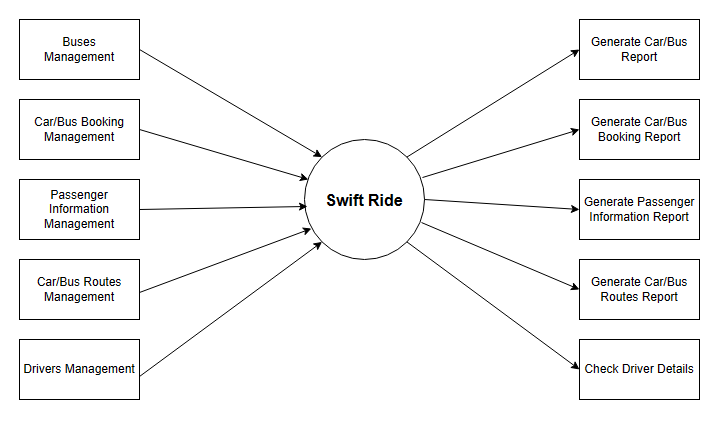 Buses
Management
Car/Bus Booking
Management
Passenger
Information
Management
Car/Bus Routes
Management
Drivers Management
Swift Ride
Generate Car/Bus
Report
Generate Car/Bus
Booking Report
Generate Passenger
Information Report
Generate Car/Bus
Routes Report
Check Driver Details